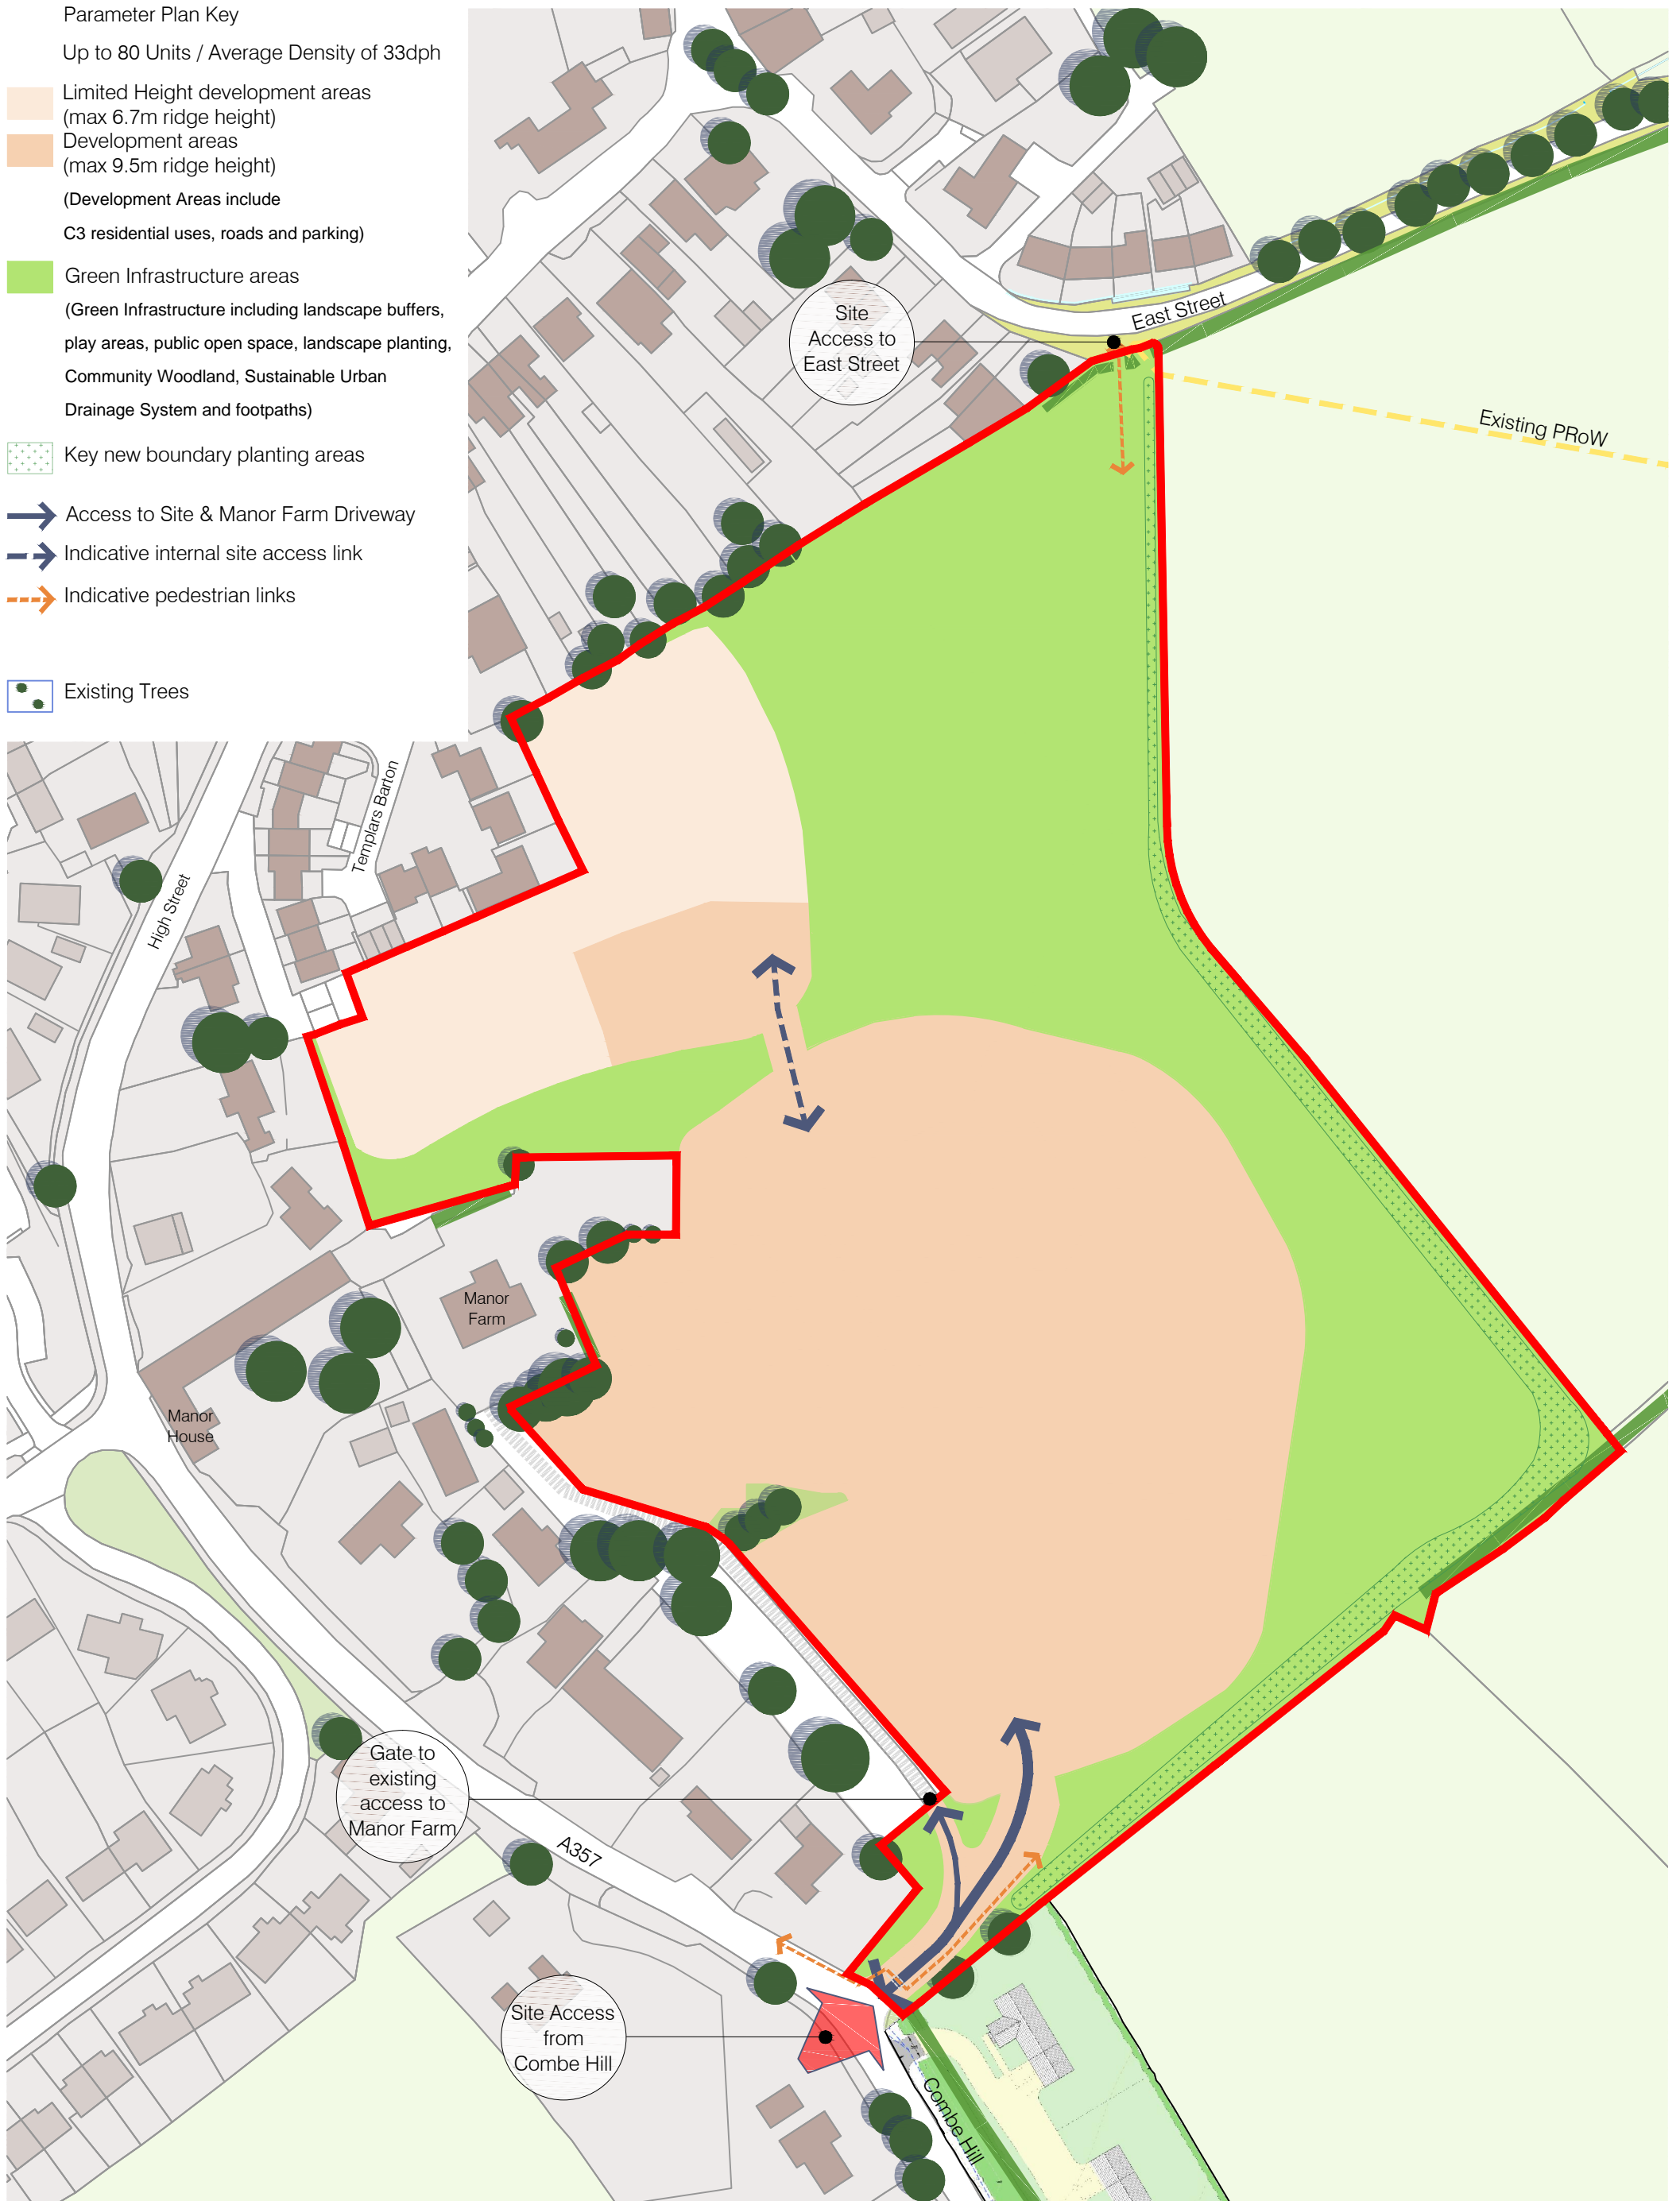 Parameter Plan Key
Up to 80 Units / Average Density of 33dph
Limited Height development areas
(max 6.7m ridge height)
Development areas
(max 9.5m ridge height)
(Development Areas include
C3 residential uses, roads and parking)
Green Infrastructure areas
(Green Infrastructure including landscape buffers,
play areas, public open space, landscape planting,
Community Woodland, Sustainable Urban
Drainage System and footpaths)
Key new boundary planting areas
Access to Site & Manor Farm Driveway
Indicative internal site access link
Indicative pedestrian links
Existing Trees
Site
Access to
East Street
East Street
Existing PRoW
Templars Barton
High Street
Manor
Farm
Manor
House
Gate to
existing
access to
Manor Farm
A357
Site Access
from
Combe Hill
Combe Hill